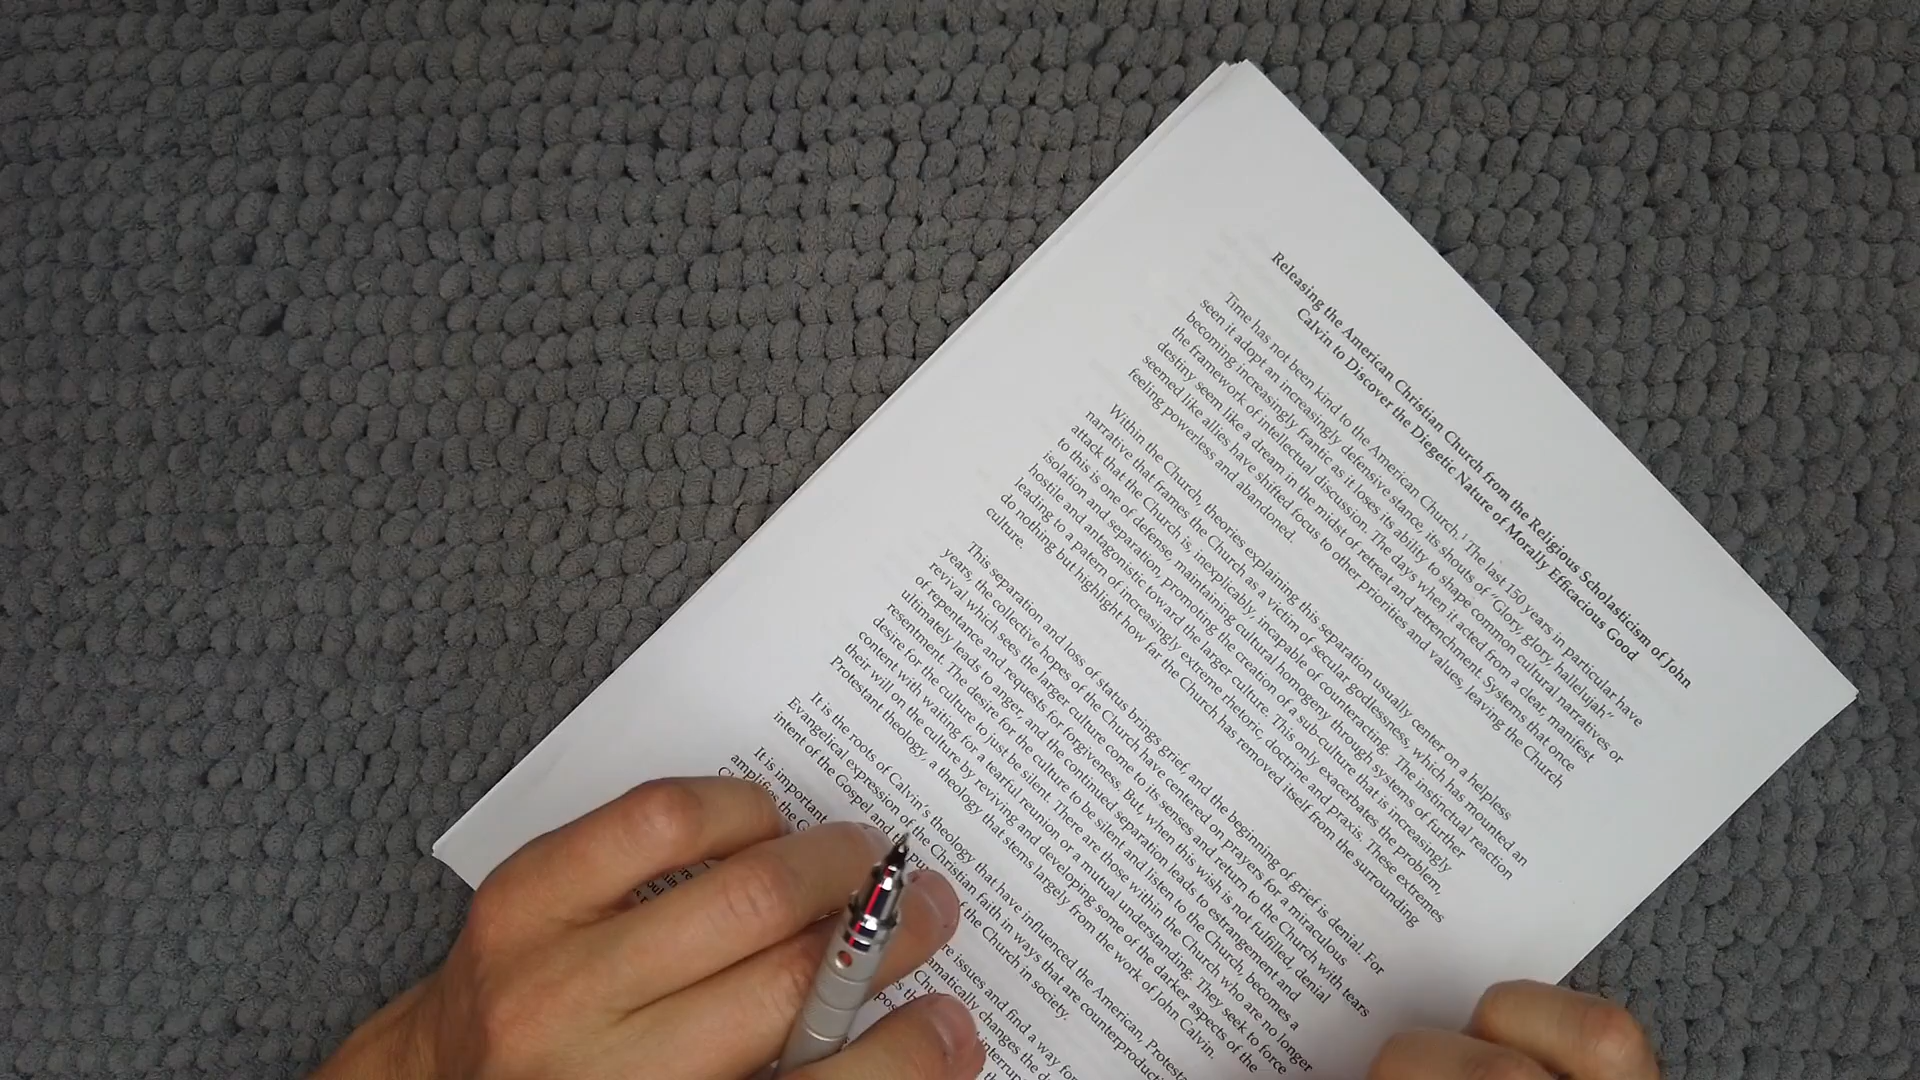 Releasing the American Christian Church from the Religious Scholasticism of John
Calvin to Discover the Diegetic Nature of Morally Efficacious Good
Time has not been kind to the American Church.¹ The last 150 years in particular have
seen it adopt an increasingly defensive stance, its shouts of "Glory, glory, hallelujah"
becoming increasingly frantic as it loses its ability to shape common cultural narratives or
the framework of intellectual discussion. The days when it acted from a clear, manifest
destiny seem like a dream in the midst of retreat and retrenchment. Systems that once
seemed like allies have shifted focus to other priorities and values, leaving the Church
feeling powerless and abandoned.
Within the Church, theories explaining this separation usually center on a helpless
narrative that frames the Church as a victim of secular godlessness, which has mounted an
attack that the Church is, inexplicably, incapable of counteracting. The instinctual reaction
to this is one of defense, maintaining cultural homogeny through systems of further
isolation and separation, promoting the creation of a sub-culture that is increasingly
hostile and antagonistic toward the larger culture. This only exacerbates the problem,
leading to a pattern of increasingly extreme rhetoric, doctrine and praxis. These extremes
do nothing but highlight how far the Church has removed itself from the surrounding
culture.
This separation and loss of status brings grief, and the beginning of grief is denial. For
years, the collective hopes of the Church have centered on prayers for a miraculous
revival which sees the larger culture come to its senses and return to the Church with tears
of repentance and requests for forgiveness. But, when this wish is not fulfilled, denial
ultimately leads to anger, and the continued separation leads to estrangement and
resentment. The desire for the culture to be silent and listen to the Church, becomes a
desire for the culture to just be silent. There are those within the Church who are no longer
content with waiting for a tearful reunion or a mutual understanding. They seek to force
their will on the culture by reviving and developing some of the darker aspects of the
Protestant theology, a theology that stems largely from the work of John Calvin.
It is the roots of Calvin's theology that have influenced the American, Protesta
Evangelical expression of the Christian faith in ways that are counterproducti
intent of the Gospel and the pu of the Church in society.
It is important re issues and find a way for
amplifies the G amatically changes the d